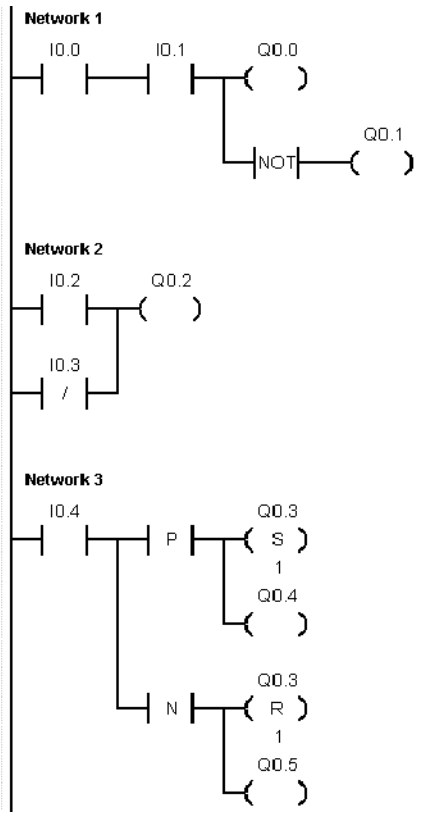 Network 1
I0.0 I0.1 Q0.0
Q0.1
NOT
Network 2
I0.2 Q0.2
I0.3
/
Network 3
I0.4 Q0.3
P S
1
Q0.4
Q0.3
N R
1
Q0.5